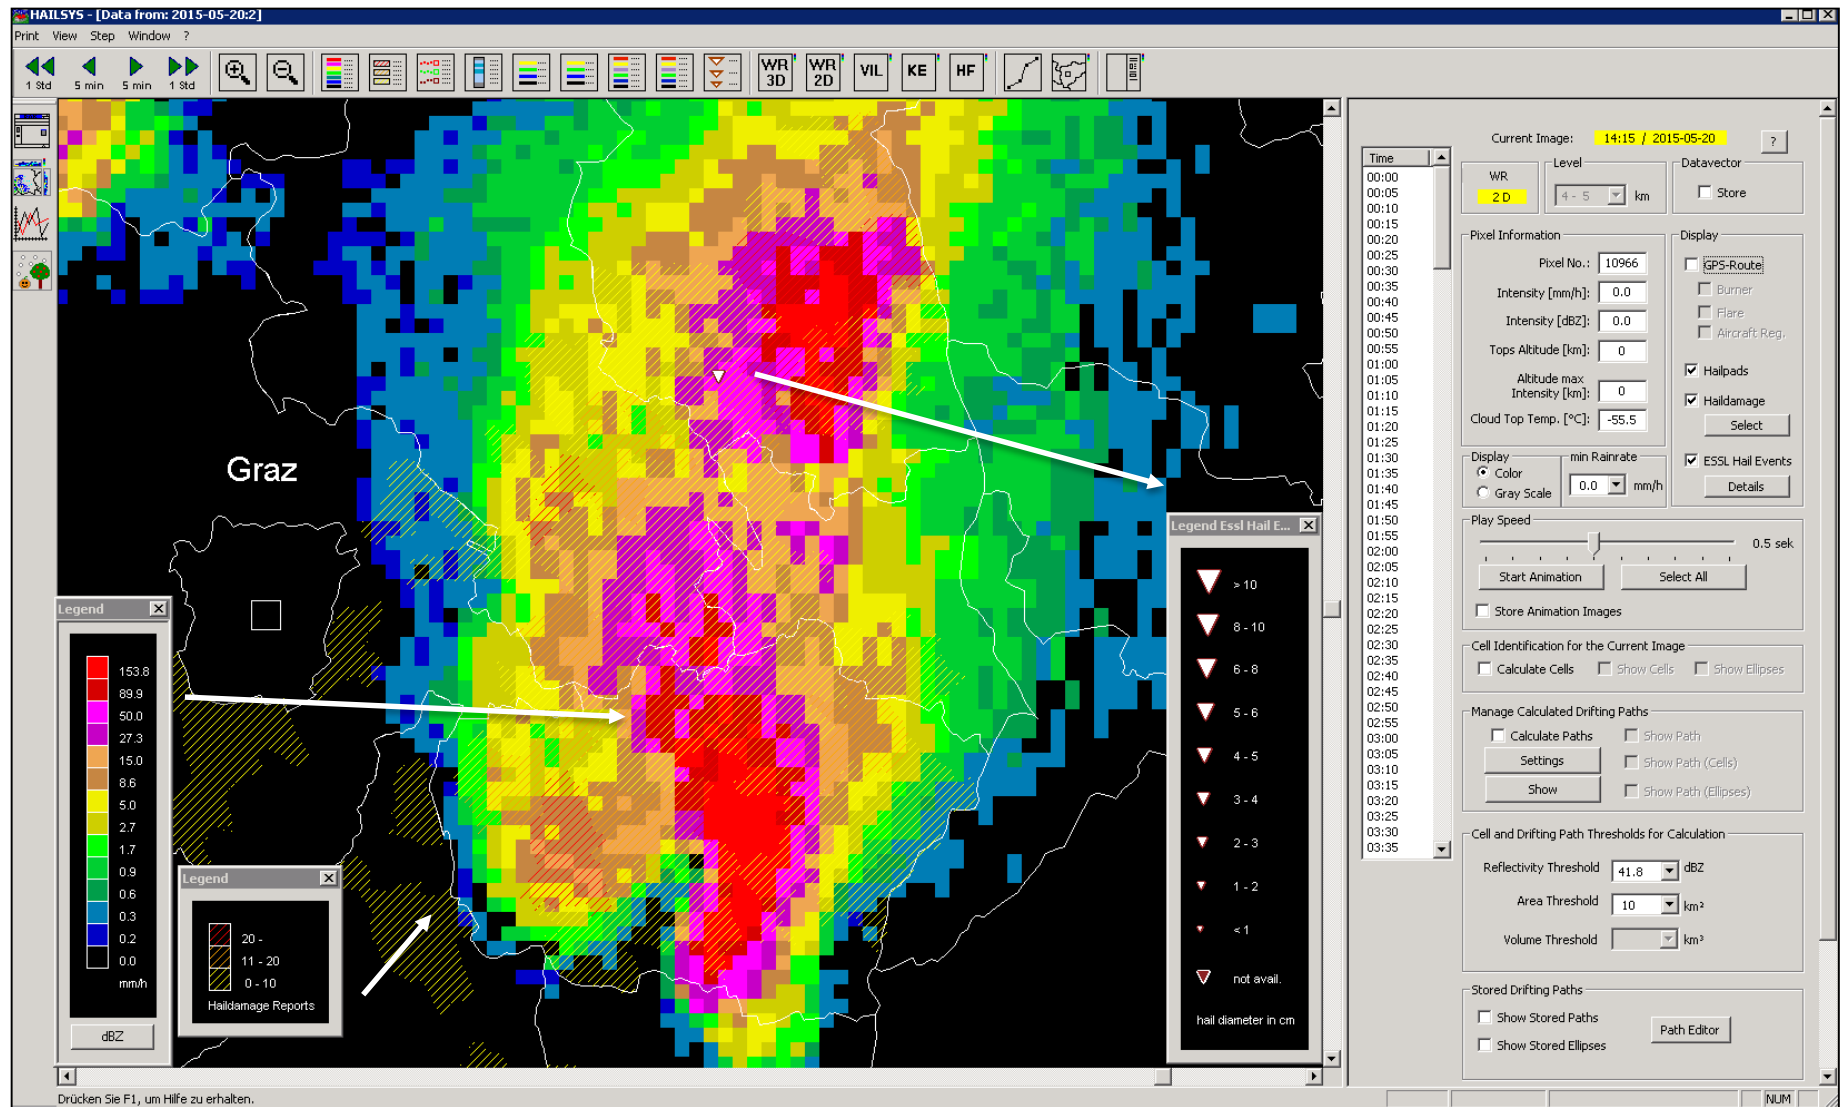 HAILSYS - [Data from: 2015-05-20:2]
Print View Step Window ?
1 Std 5 min 5 min 1 Std
WR 3D WR 2D VIL KE HF
Graz
Legend
153.8
89.9
50.0
27.3
15.0
8.6
5.0
2.7
1.7
0.9
0.6
0.3
0.2
0.0
mm/h
dBZ
Legend
20 -
11 - 20
0 - 10
Haildamage Reports
Legend Essl Hail E...
> 10
8 - 10
6 - 8
5 - 6
4 - 5
3 - 4
2 - 3
1 - 2
< 1
not avail.
hail diameter in cm
Time
00:00
00:05
00:10
00:15
00:20
00:25
00:30
00:35
00:40
00:45
00:50
00:55
01:00
01:05
01:10
01:15
01:20
01:25
01:30
01:35
01:40
01:45
01:50
01:55
02:00
02:05
02:10
02:15
02:20
02:25
02:30
02:35
02:40
02:45
02:50
02:55
03:00
03:05
03:10
03:15
03:20
03:25
03:30
03:35
Current Image: 14:15 / 2015-05-20 ?
WR
2 D
Level
4 - 5 km
Datavector
Store
Pixel Information
Pixel No.: 10966
Intensity [mm/h]: 0.0
Intensity [dBZ]: 0.0
Tops Altitude [km]: 0
Altitude max
Intensity [km]: 0
Cloud Top Temp. [°C]: -55.5
Display
GPS-Route
Burner
Flare
Aircraft Reg.
Hailpads
Haildamage
Select
ESSL Hail Events
Details
Display
Color
Gray Scale
min Rainrate
0.0 mm/h
Play Speed
0.5 sek
Start Animation Select All
Store Animation Images
Cell Identification for the Current Image
Calculate Cells Show Cells Show Ellipses
Manage Calculated Drifting Paths
Calculate Paths Show Path
Settings Show Path (Cells)
Show Show Path (Ellipses)
Cell and Drifting Path Thresholds for Calculation
Reflectivity Threshold 41.8 dBZ
Area Threshold 10 km²
Volume Threshold km³
Stored Drifting Paths
Show Stored Paths
Path Editor
Show Stored Ellipses
Drücken Sie F1, um Hilfe zu erhalten.
NUM